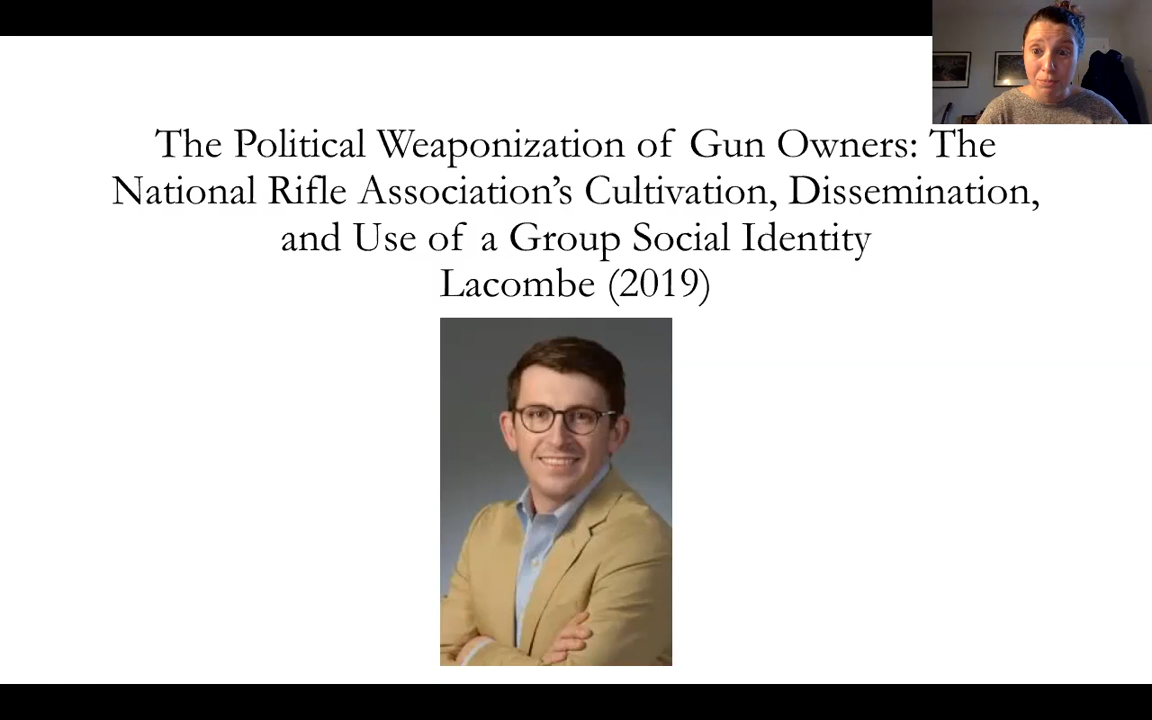 The Political Weaponization of Gun Owners: The
National Rifle Association’s Cultivation, Dissemination,
and Use of a Group Social Identity
Lacombe (2019)